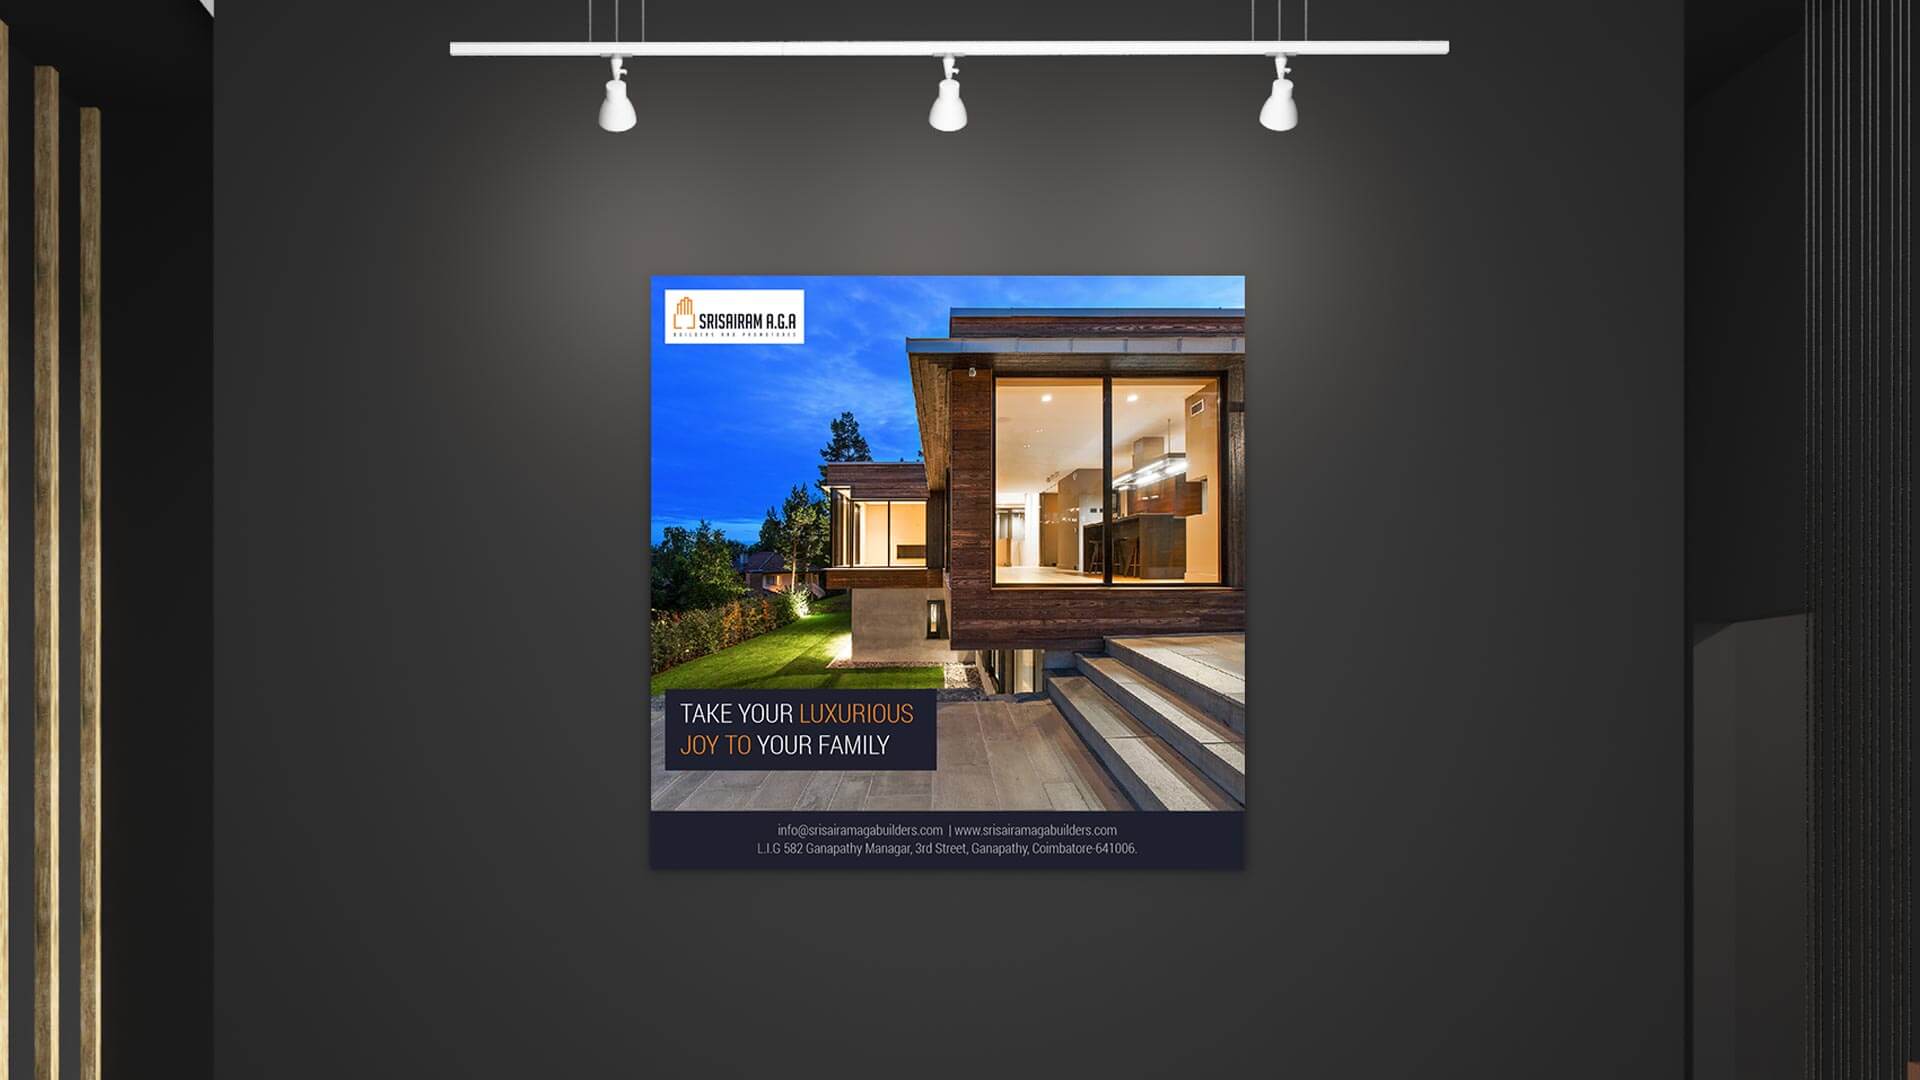 SRISAIRAM A.G.A
BUILDERS AND PROMOTORES
TAKE YOUR LUXURIOUS
JOY TO YOUR FAMILY
info@srisairamagabuilders.com | www.srisairamagabuilders.com
L.I.G 582 Ganapathy Managar, 3rd Street, Ganapathy, Coimbatore-641006.